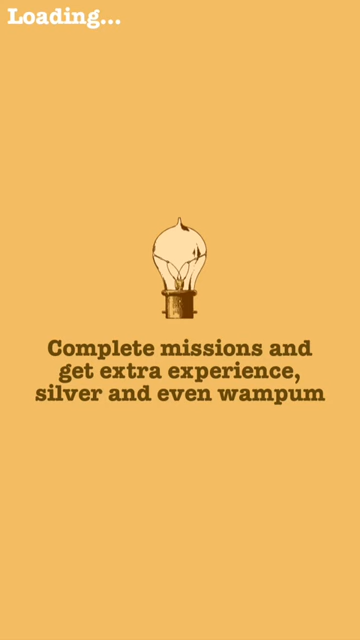 Loading...
Complete missions and
get extra experience,
silver and even wampum